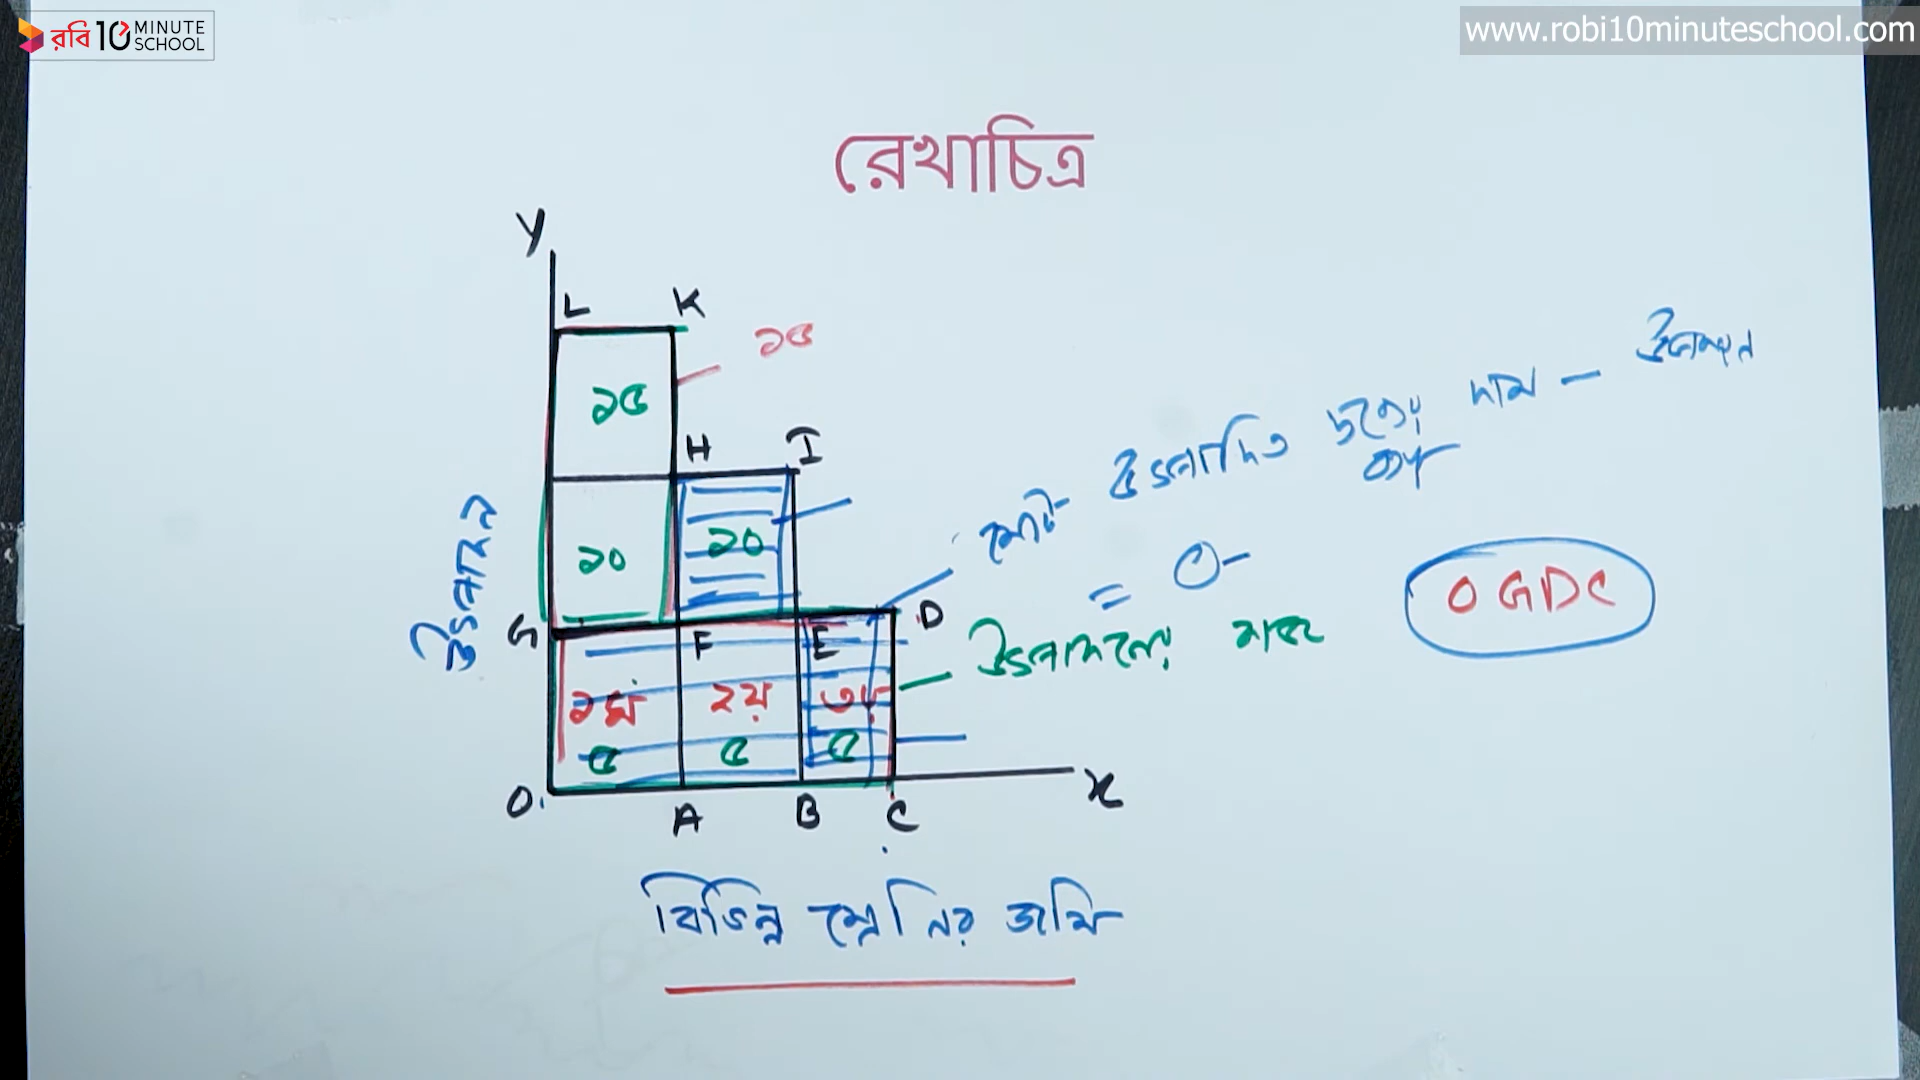 রবি 10 MINUTE SCHOOL
www.robi10minuteschool.com
রেখাচিত্র
y
L K
১৫
১৫
H I
উৎপাদন
১০
১০
মোট উৎপাদিত দ্রব্যের দাম - উৎপাদন ব্যয়
= ০-
OGDC
G F E D
উৎপাদনের ব্যয়
১ম ২য় ৩য়
৫ ৫ ৫
O A B C x
বিভিন্ন শ্রেনির জমি